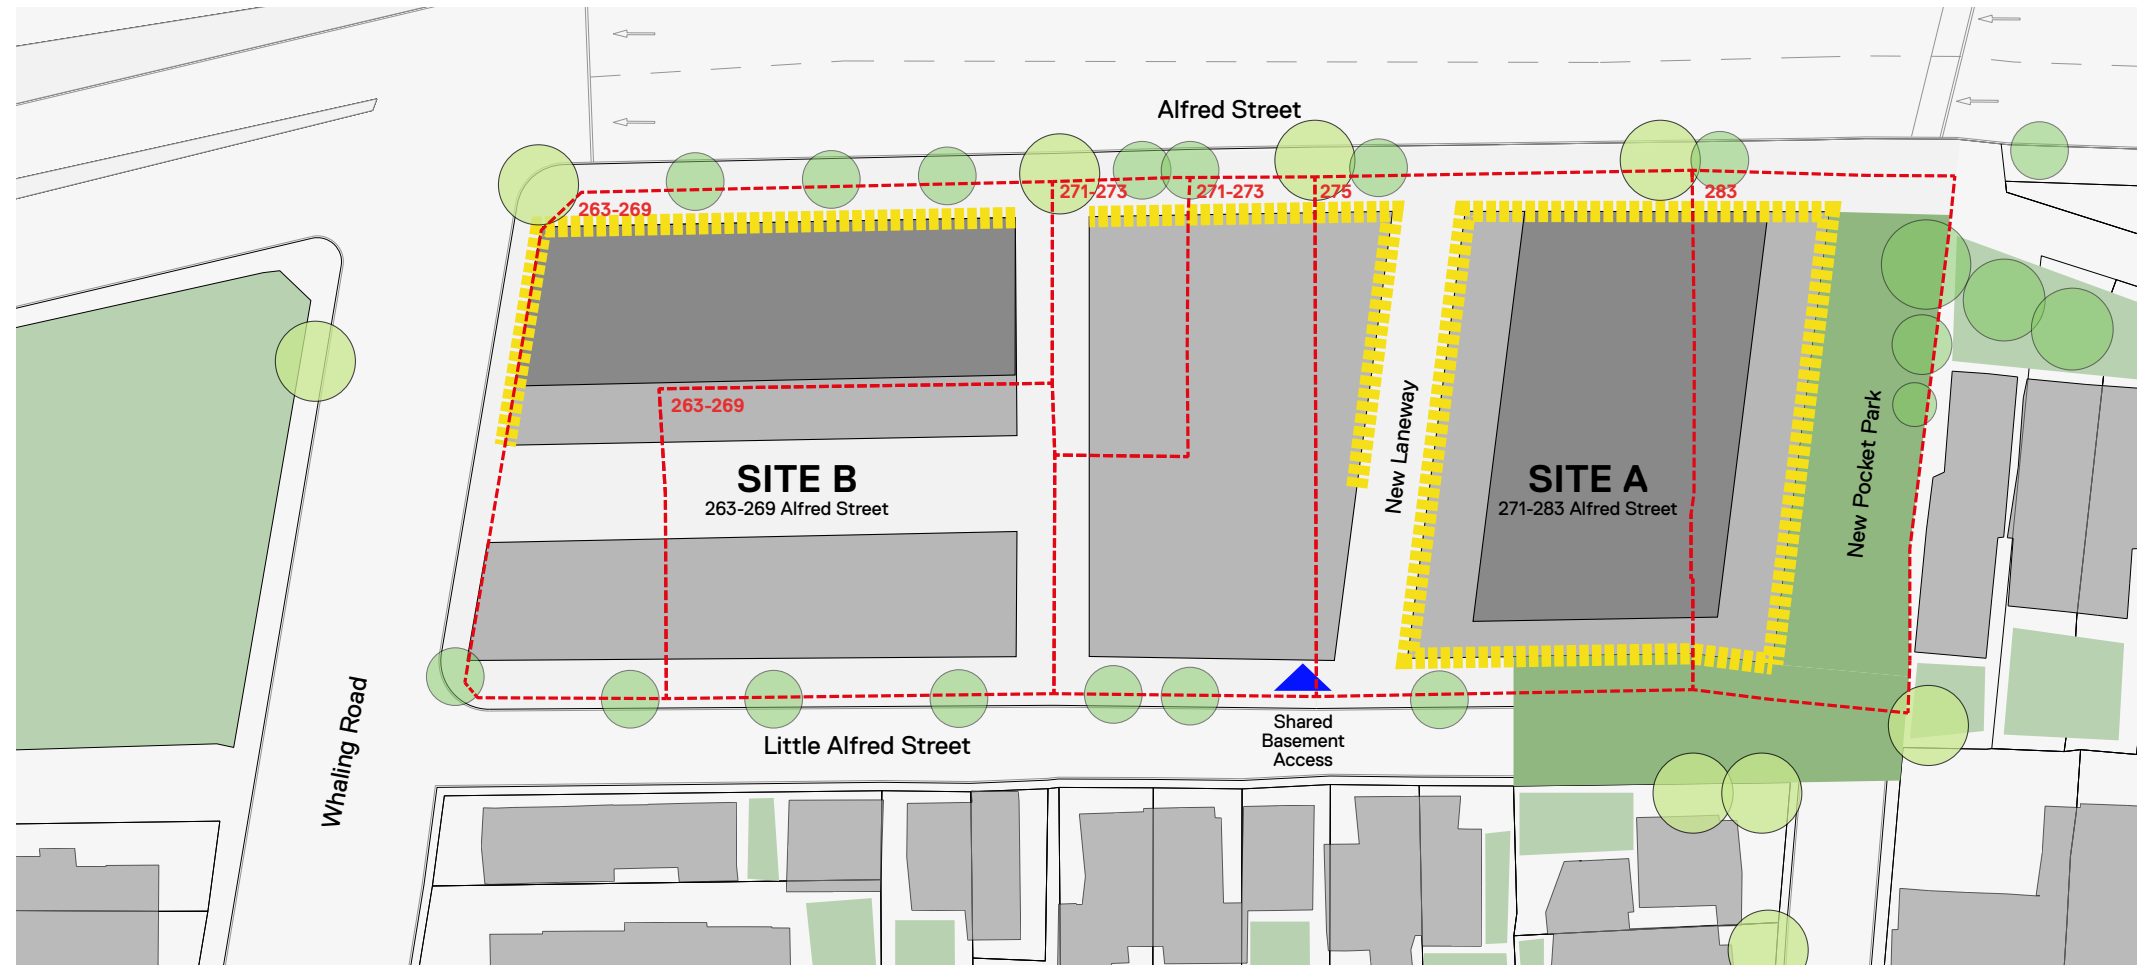 Alfred Street
263-269
271-273
271-273
275
283
263-269
SITE B
263-269 Alfred Street
New Laneway
SITE A
271-283 Alfred Street
New Pocket Park
Whaling Road
Little Alfred Street
Shared
Basement
Access